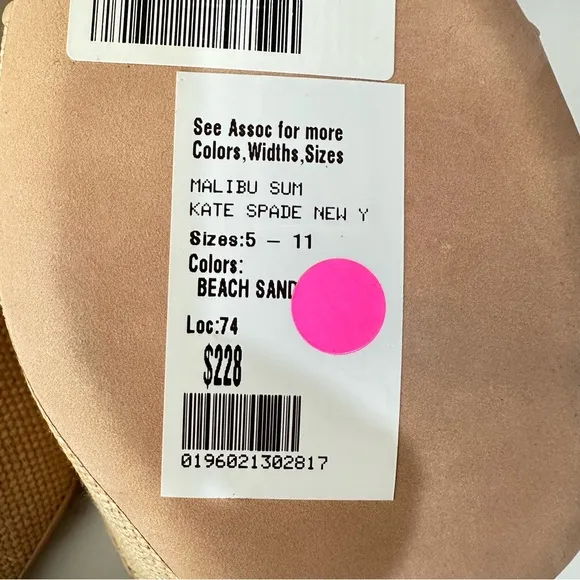 See Assoc for more
Colors,Widths,Sizes
MALIBU SUM
KATE SPADE NEW Y
Sizes:5 - 11
Colors:
BEACH SAND
Loc:74
$228
0196021302817